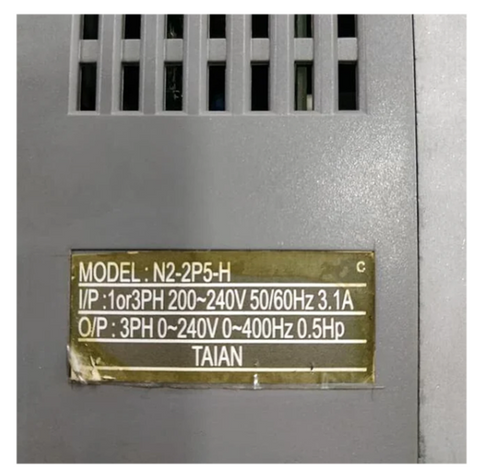 MODEL : N2-2P5-H C
I/P :1or3PH 200~240V 50/60Hz 3.1A
O/P : 3PH 0~240V 0~400Hz 0.5Hp
TAIAN